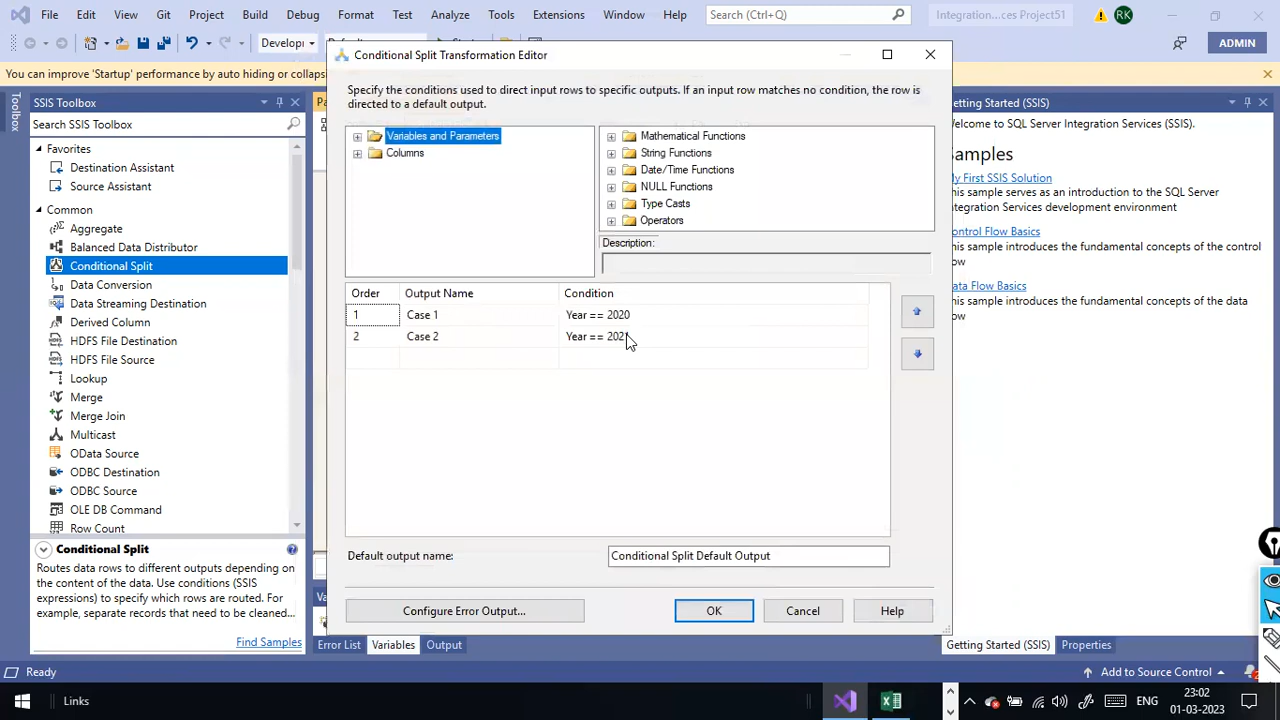 File Edit View Git Project Build Debug Format Test Analyze Tools Extensions Window Help Search (Ctrl+Q) Integration...ces Project51 RK
Developı ADMIN
You can improve 'Startup' performance by auto hiding or collaps
Toolbox
SSIS Toolbox
Search SSIS Toolbox
Favorites
Destination Assistant
Source Assistant
Common
Aggregate
Balanced Data Distributor
Conditional Split
Data Conversion
Data Streaming Destination
Derived Column
HDFS File Destination
HDFS File Source
Lookup
Merge
Merge Join
Multicast
OData Source
ODBC Destination
ODBC Source
OLE DB Command
Row Count
Conditional Split
Routes data rows to different outputs depending on the content of the data. Use conditions (SSIS
expressions) to specify which rows are routed. For
example, separate records that need to be cleaned...
Find Samples
Conditional Split Transformation Editor
Specify the conditions used to direct input rows to specific outputs. If an input row matches no condition, the row is
directed to a default output.
Variables and Parameters
Columns
Mathematical Functions
String Functions
Date/Time Functions
NULL Functions
Type Casts
Operators
Description:
Order Output Name Condition
1 Case 1 Year == 2020
2 Case 2 Year ==
Default output name: Conditional Split Default Output
Configure Error Output... OK Cancel Help
Error List Variables Output
etting Started (SSIS)
elcome to SQL Server Integration Services (SSIS).
amples
y First SSIS Solution
his sample serves as an introduction to the SQL Server
ntegration Services development environment
ontrol Flow Basics
his sample introduces the fundamental concepts of the control
ow
ata Flow Basics
his sample introduces the fundamental concepts of the data
ow
Getting Started (SSIS) Properties
Ready Add to Source Control
Links ENG 23:02
01-03-2023